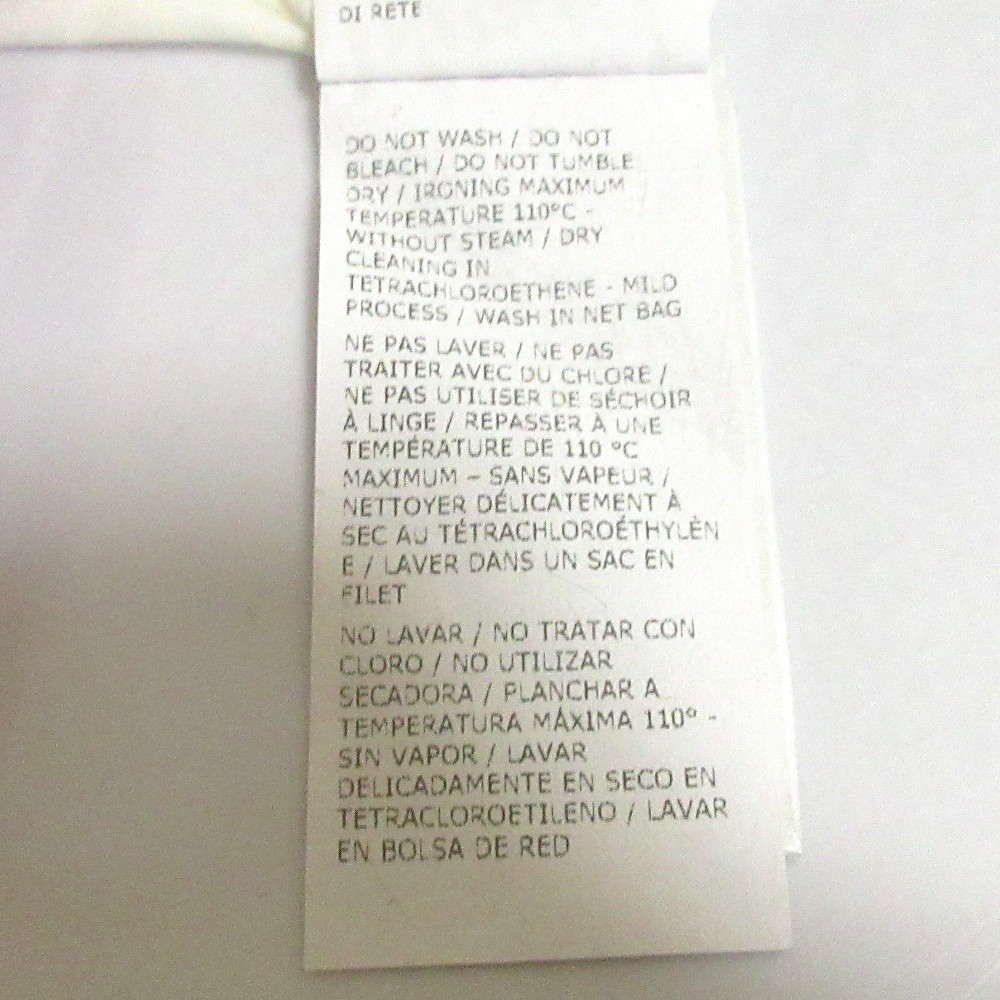 DI RETE
DO NOT WASH / DO NOT
BLEACH / DO NOT TUMBLE
DRY / IRONING MAXIMUM
TEMPERATURE 110°C -
WITHOUT STEAM / DRY
CLEANING IN
TETRACHLOROETHENE - MILD
PROCESS / WASH IN NET BAG
NE PAS LAVER / NE PAS
TRAITER AVEC DU CHLORE /
NE PAS UTILISER DE SÉCHOIR
À LINGE / REPASSER À UNE
TEMPÉRATURE DE 110 °C
MAXIMUM – SANS VAPEUR /
NETTOYER DÉLICATEMENT À
SEC AU TÉTRACHLOROÉTHYLÈN
E / LAVER DANS UN SAC EN
FILET
NO LAVAR / NO TRATAR CON
CLORO / NO UTILIZAR
SECADORA / PLANCHAR A
TEMPERATURA MÁXIMA 110° -
SIN VAPOR / LAVAR
DELICADAMENTE EN SECO EN
TETRACLOROETILENO / LAVAR
EN BOLSA DE RED